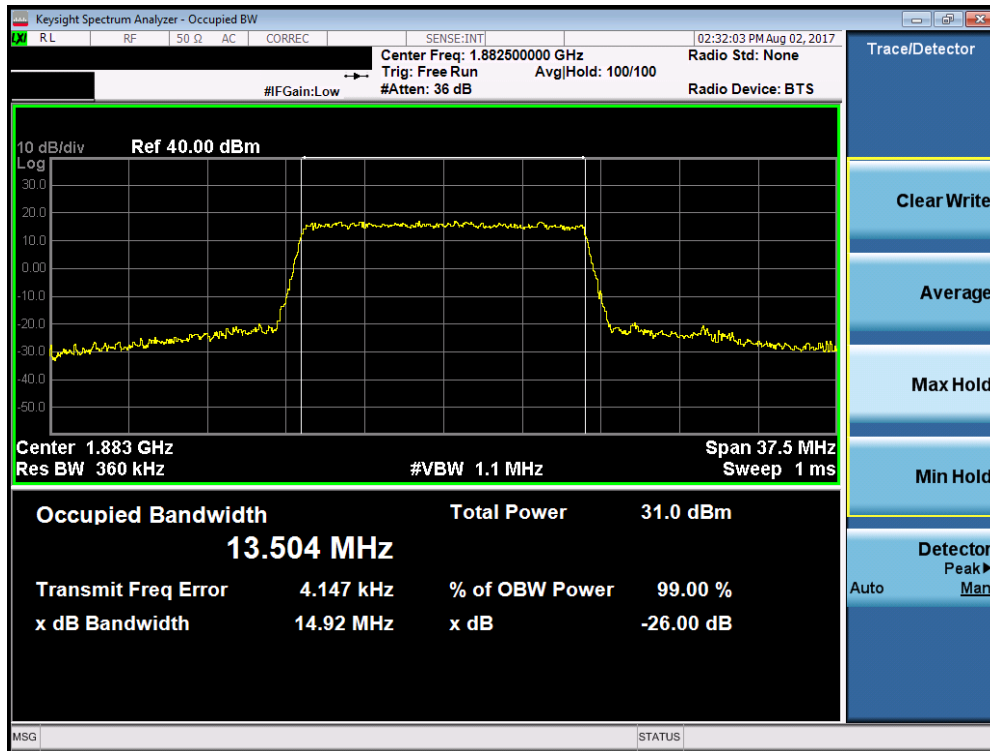 Keysight Spectrum Analyzer - Occupied BW
LXI RL RF 50 Ω AC CORREC SENSE:INT 02:32:03 PM Aug 02, 2017
Center Freq: 1.882500000 GHz Radio Std: None
Trig: Free Run Avg|Hold: 100/100
#IFGain:Low #Atten: 36 dB Radio Device: BTS
Trace/Detector
10 dB/div Ref 40.00 dBm
Log
30.0
20.0
10.0
0.00
-10.0
-20.0
-30.0
-40.0
-50.0
Center 1.883 GHz Span 37.5 MHz
Res BW 360 kHz #VBW 1.1 MHz Sweep 1 ms
Occupied Bandwidth Total Power 31.0 dBm
13.504 MHz
Transmit Freq Error 4.147 kHz % of OBW Power 99.00 %
x dB Bandwidth 14.92 MHz x dB -26.00 dB
Clear Write
Average
Max Hold
Min Hold
Detector
Peak▶
Auto Man
MSG STATUS